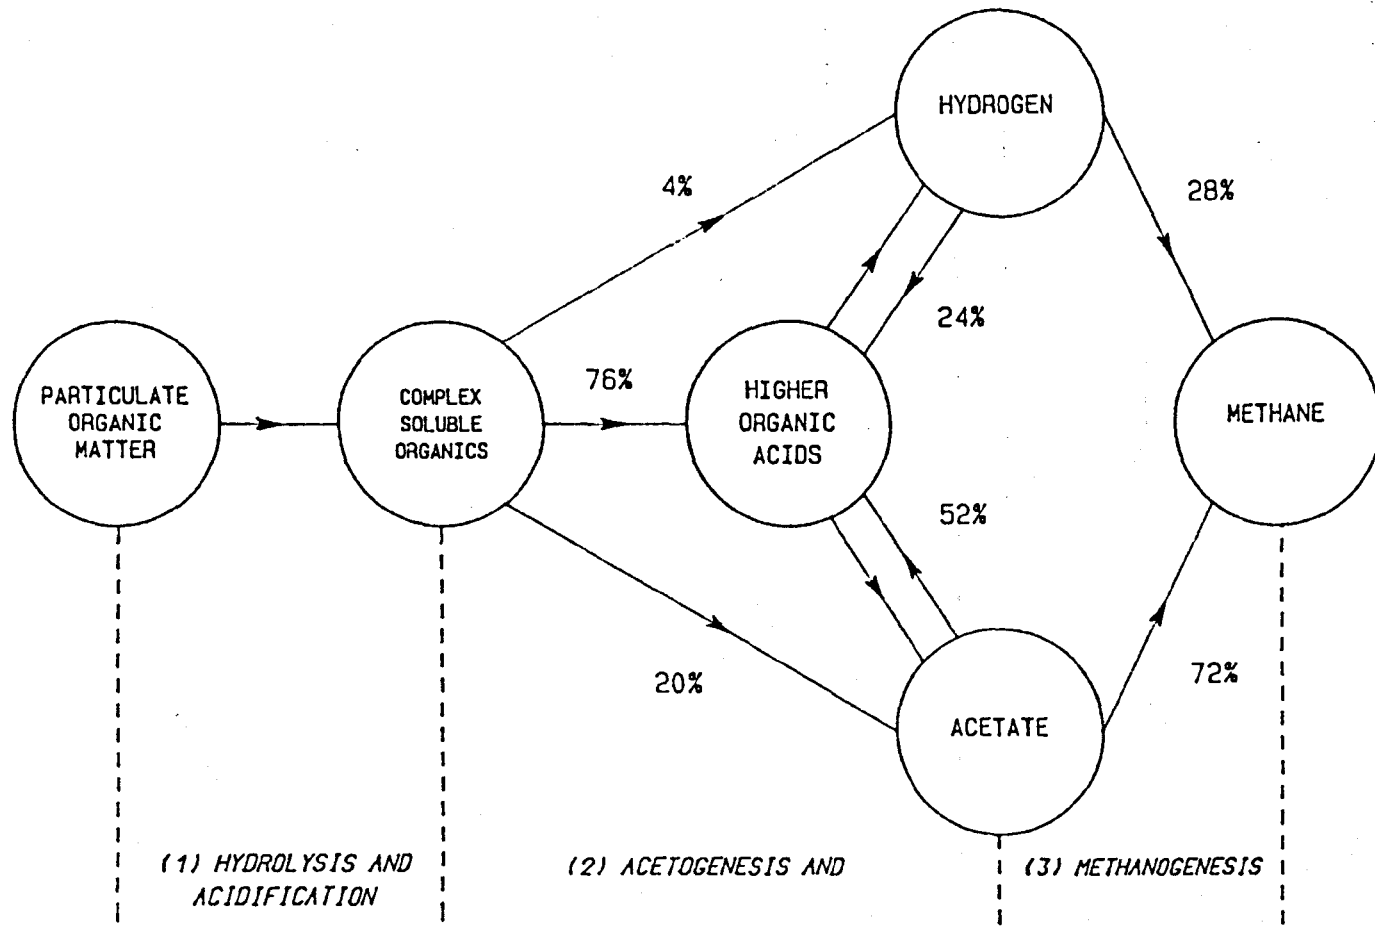 HYDROGEN
4%
28%
24%
PARTICULATE
ORGANIC
MATTER
COMPLEX
SOLUBLE
ORGANICS
76%
HIGHER
ORGANIC
ACIDS
METHANE
52%
20%
72%
ACETATE
(1) HYDROLYSIS AND
ACIDIFICATION
(2) ACETOGENESIS AND
(3) METHANOGENESIS